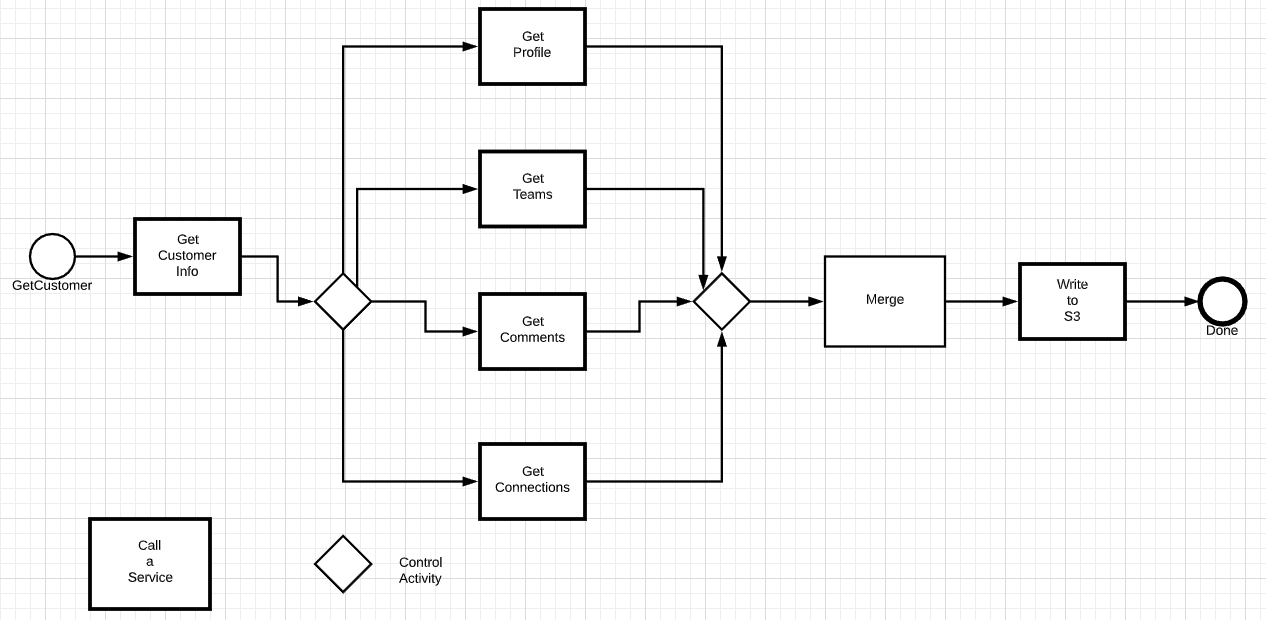 Get
Profile
Get
Teams
GetCustomer
Get
Customer
Info
Get
Comments
Merge
Write
to
S3
Done
Get
Connections
Call
a
Service
Control
Activity